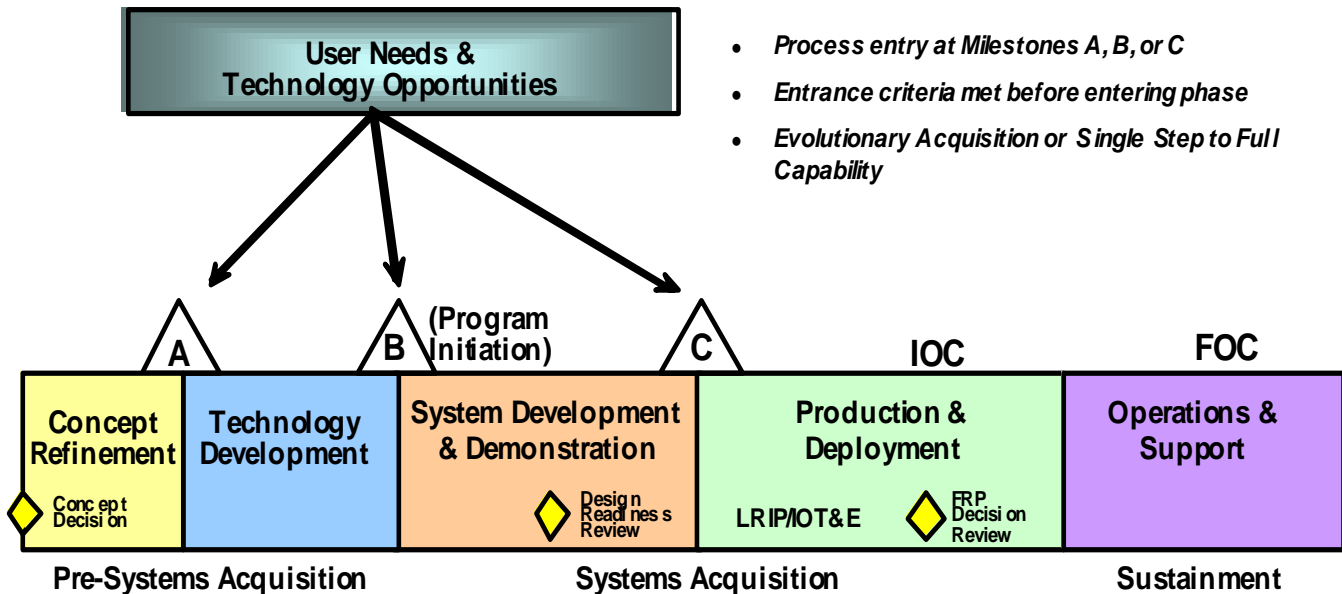 User Needs &
Technology Opportunities
• Process entry at Milestones A, B, or C
• Entrance criteria met before entering phase
• Evolutionary Acquisition or Single Step to Full
Capability
A
B
(Program
Initiation)
C
IOC
FOC
Concept
Refinement
Technology
Development
System Development
& Demonstration
Production &
Deployment
Operations &
Support
Concept
Decision
Design
Readiness
Review
LRIP/IOT&E
FRP
Decision
Review
Pre-Systems Acquisition
Systems Acquisition
Sustainment